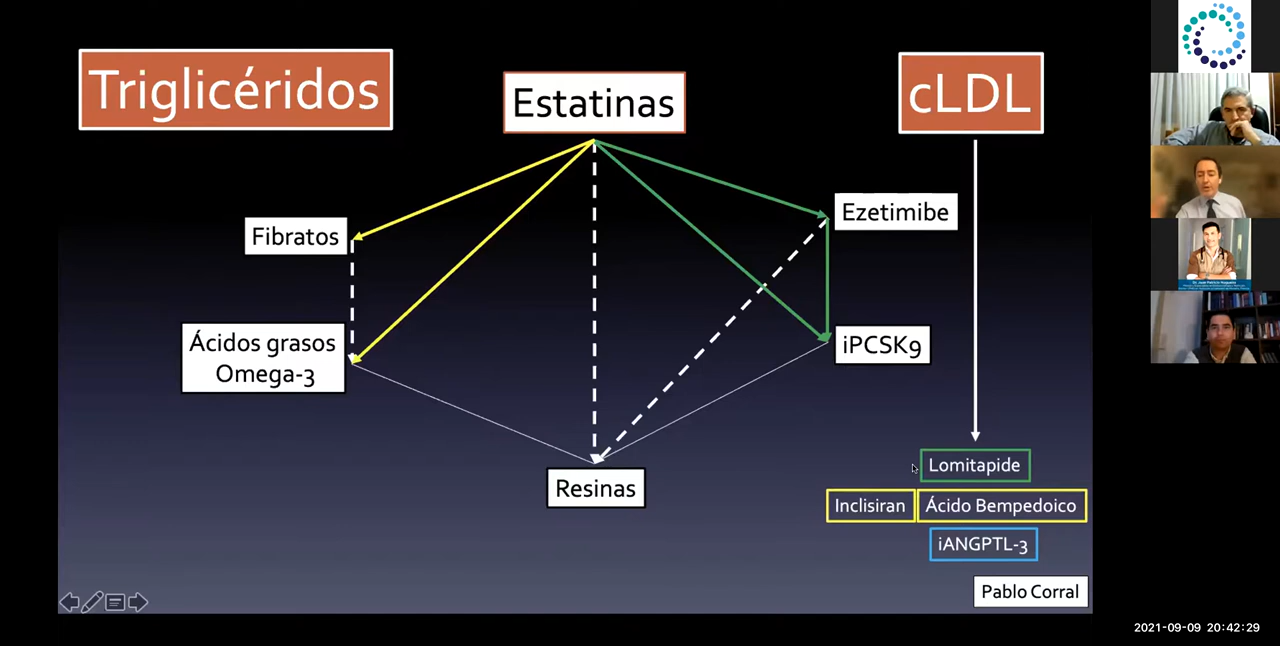 Triglicéridos
Estatinas
cLDL
Fibratos
Ezetimibe
Ácidos grasos
Omega-3
iPCSK9
Resinas
Lomitapide
Inclisiran
Ácido Bempedoico
iANGPTL-3
Pablo Corral
2021-09-09 20:42:29